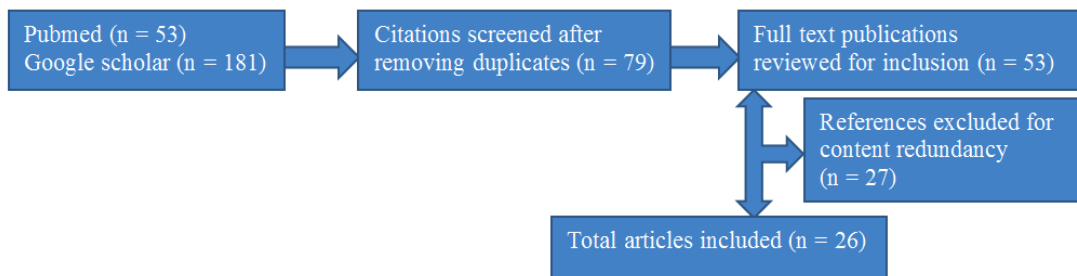 Pubmed (n = 53)
Google scholar (n = 181)
Citations screened after
removing duplicates (n = 79)
Full text publications
reviewed for inclusion (n = 53)
References excluded for
content redundancy
(n = 27)
Total articles included (n = 26)